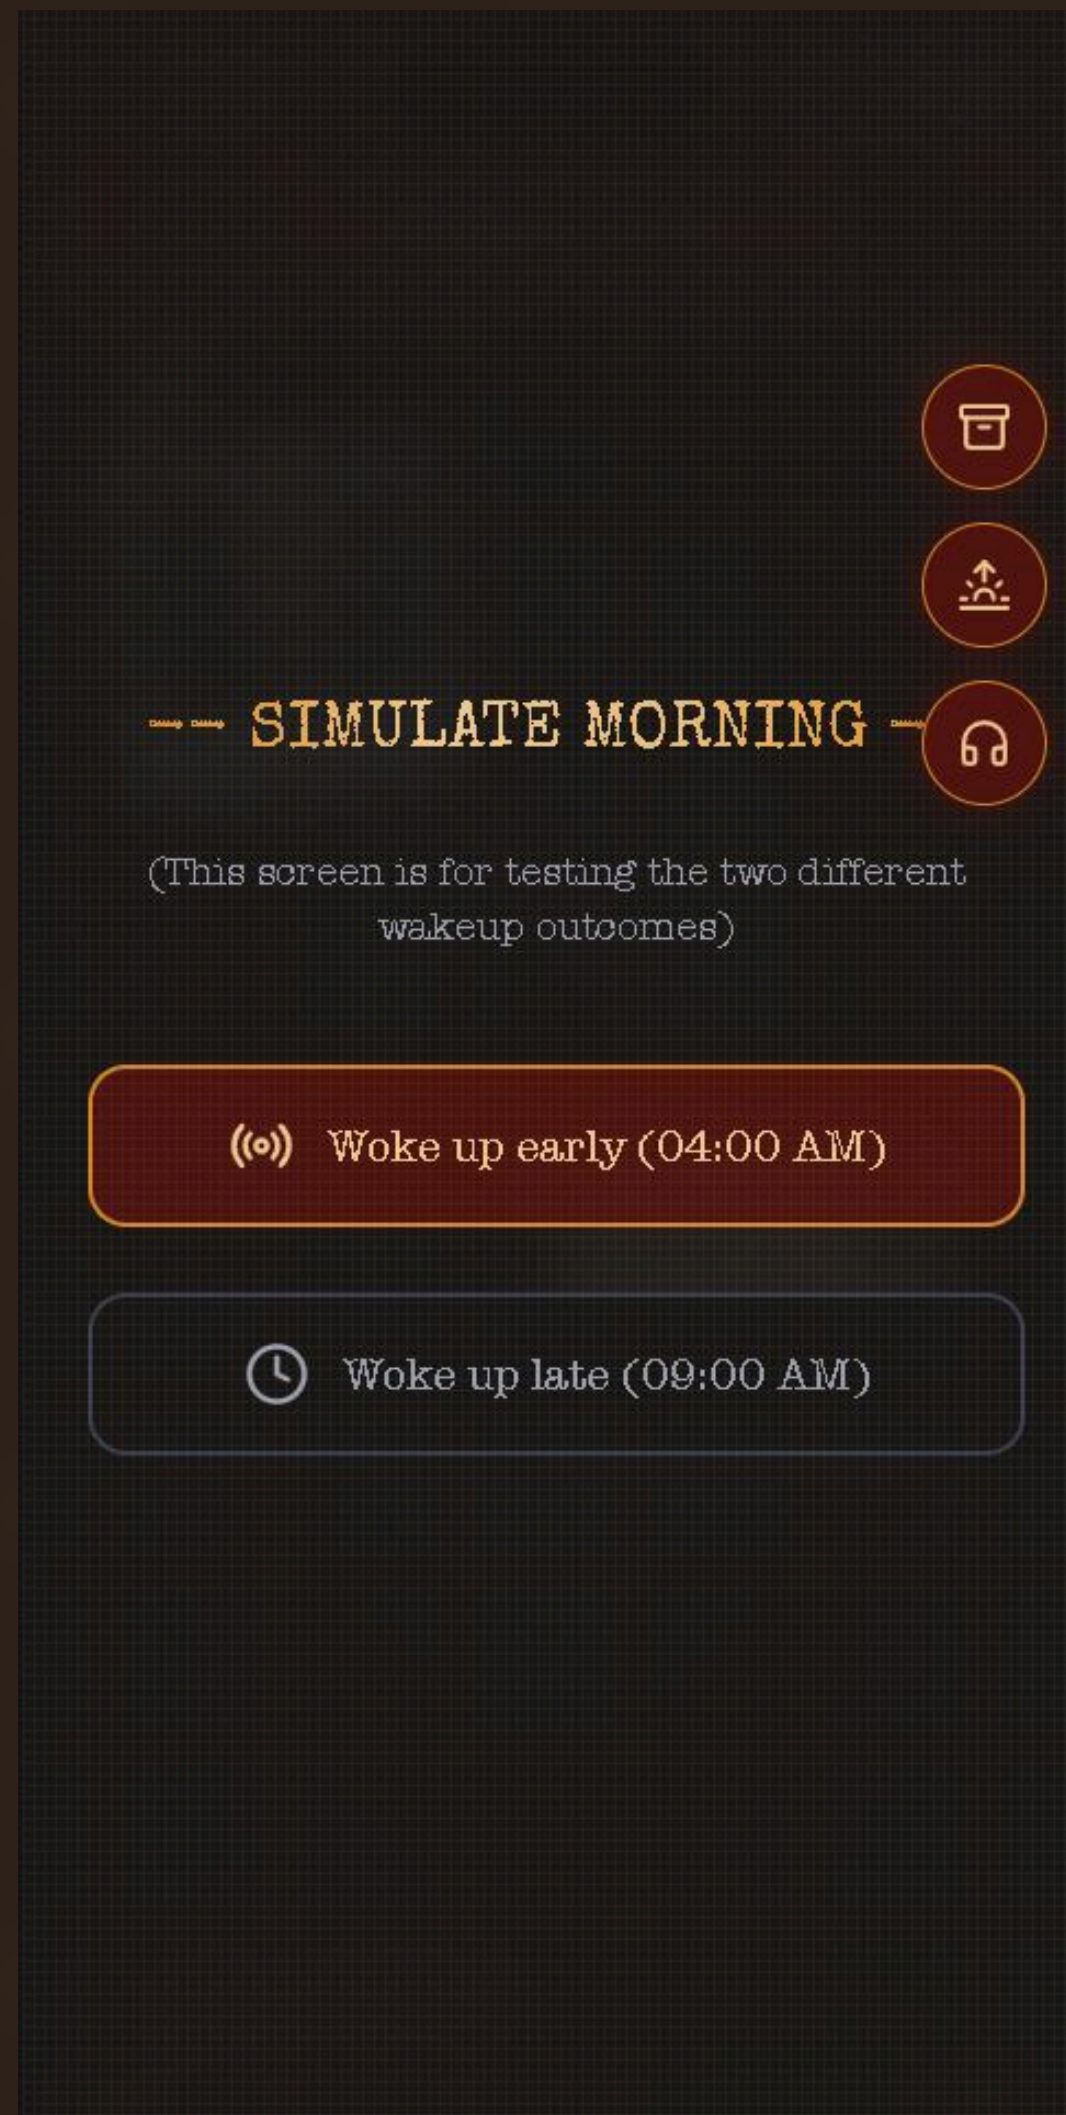 -- SIMULATE MORNING -
(This screen is for testing the two different
wakeup outcomes)
Woke up early (04:00 AM)
Woke up late (09:00 AM)